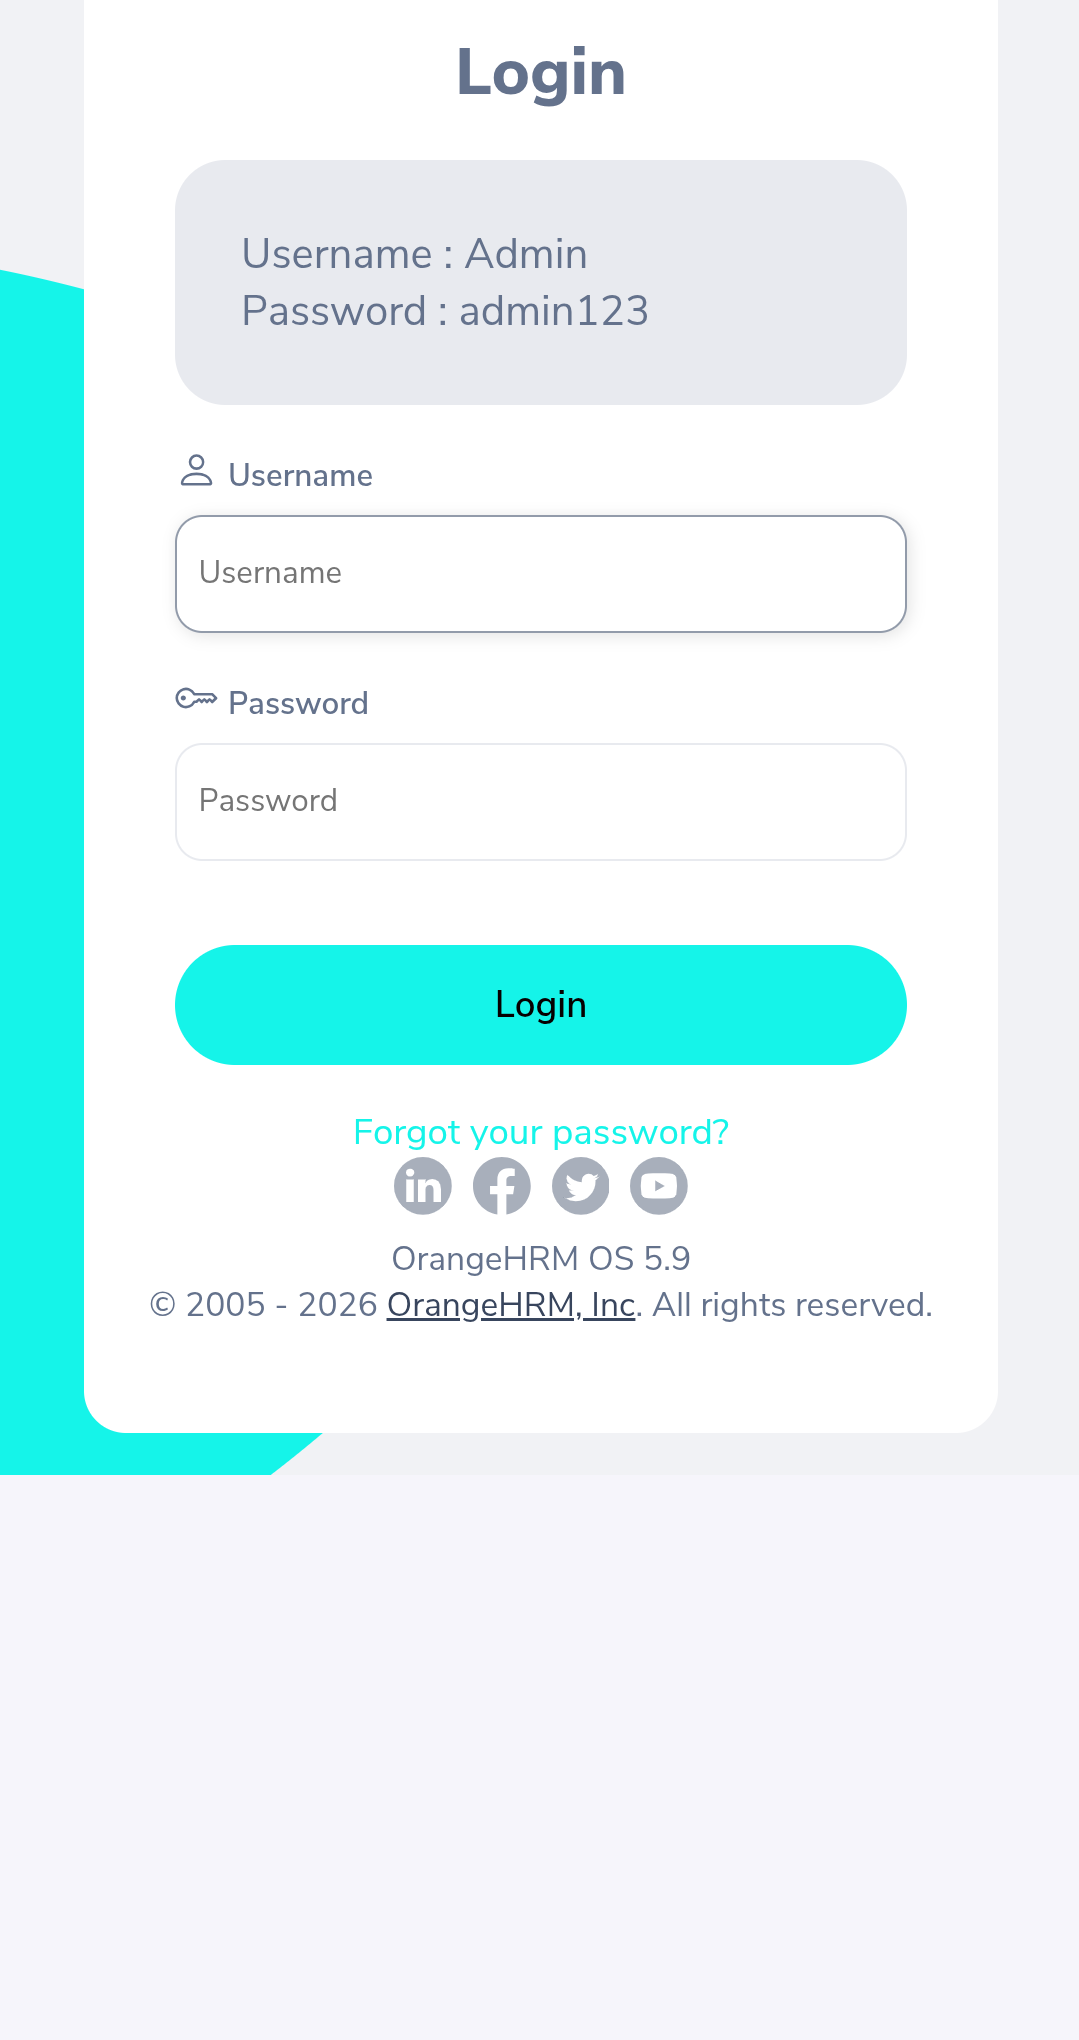 Login
Username : Admin
Password : admin123
Username
Username
Password
Password
Login
Forgot your password?
OrangeHRM OS 5.9
© 2005 - 2026 OrangeHRM, Inc. All rights reserved.